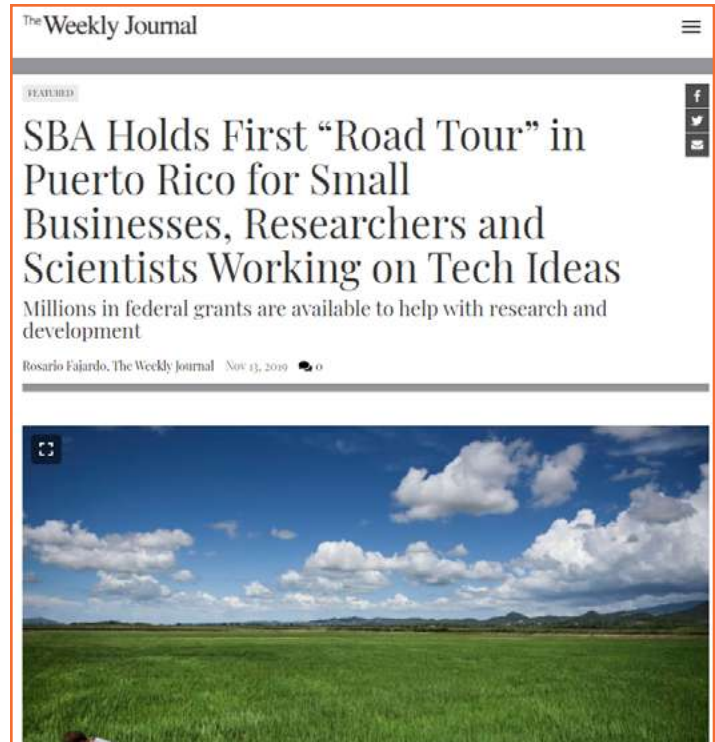 The Weekly Journal
FEATURED
SBA Holds First “Road Tour” in
Puerto Rico for Small
Businesses, Researchers and
Scientists Working on Tech Ideas
Millions in federal grants are available to help with research and
development
Rosario Fajardo, The Weekly Journal Nov 13, 2019 0